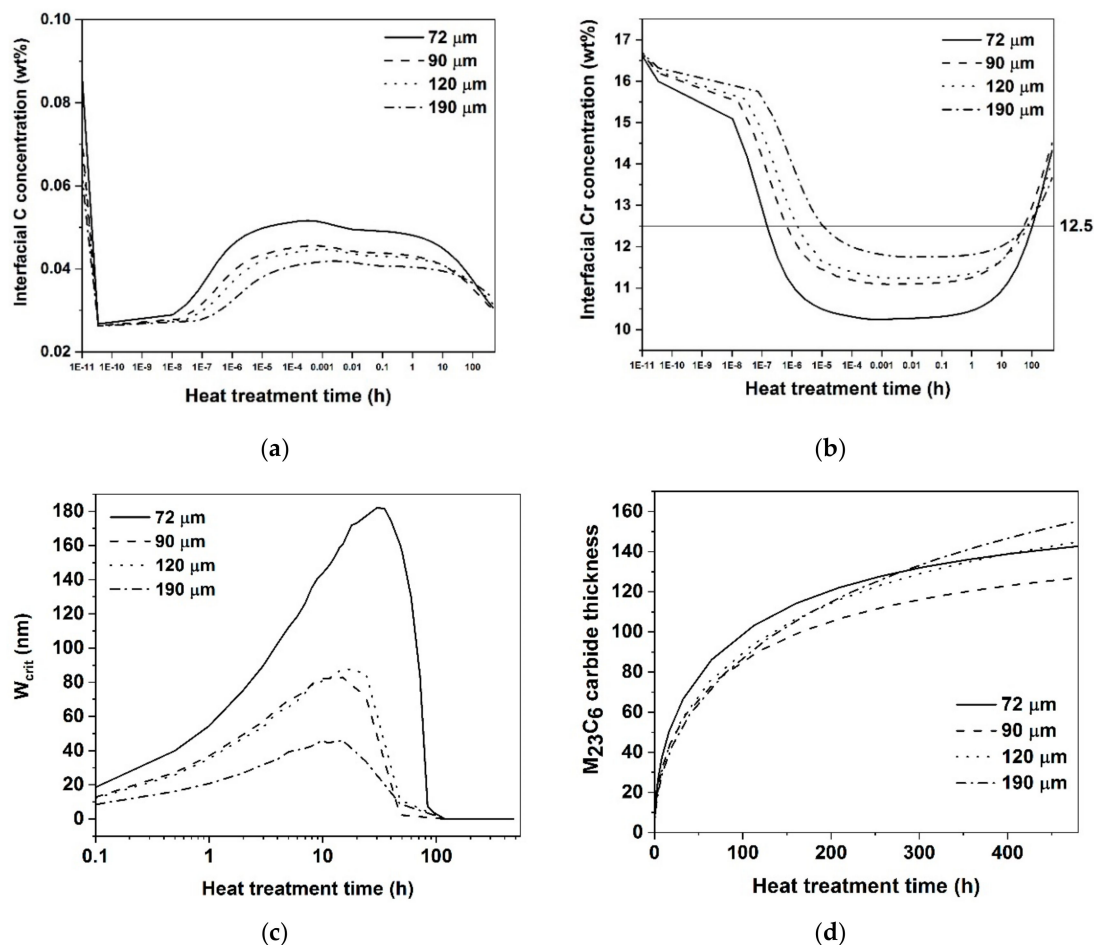 0.10
0.08
0.06
0.04
0.02
Interfacial C concentration (wt%)
72 μm
90 μm
120 μm
190 μm
1E-11 1E-10 1E-9 1E-8 1E-7 1E-6 1E-5 1E-4 0.001 0.01 0.1 1 10 100
Heat treatment time (h)
(a)
17
16
15
14
13
12
11
10
Interfacial Cr concentration (wt%)
72 μm
90 μm
120 μm
190 μm
12.5
1E-11 1E-10 1E-9 1E-8 1E-7 1E-6 1E-5 1E-4 0.001 0.01 0.1 1 10 100
Heat treatment time (h)
(b)
180
160
140
120
100
80
60
40
20
0
Wcrit (nm)
72 μm
90 μm
120 μm
190 μm
0.1 1 10 100
Heat treatment time (h)
(c)
160
140
120
100
80
60
40
20
0
M23C6 carbide thickness
72 μm
90 μm
120 μm
190 μm
0 100 200 300 400
Heat treatment time (h)
(d)